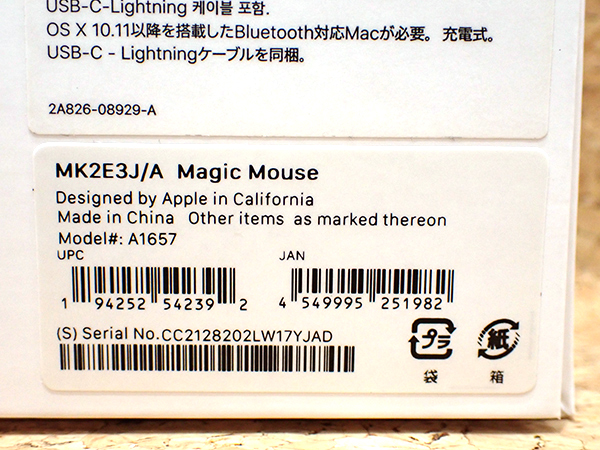 USB-C-Lightning 케이블 포함.
OS X 10.11以降を搭載したBluetooth対応Macが必要。 充電式。
USB-C - Lightningケーブルを同梱。
2A826-08929-A
MK2E3J/A Magic Mouse
Designed by Apple in California
Made in China Other items as marked thereon
Model#: A1657
UPC JAN
1 94252 54239 2 4 549995 251982
(S) Serial No.CC2128202LW17YJAD
プラ 紙
袋 箱